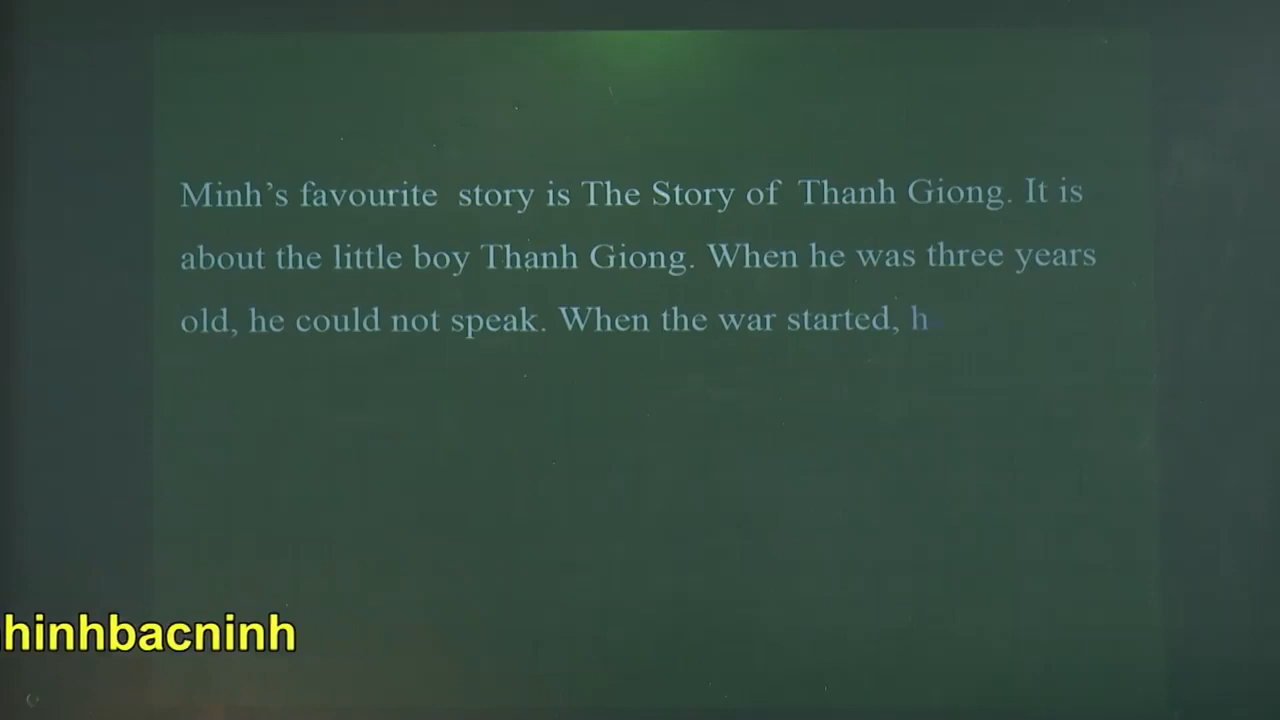 Minh's favourite story is The Story of Thanh Giong. It is
about the little boy Thanh Giong. When he was three years
old, he could not speak. When the war started, h
hinhbacninh